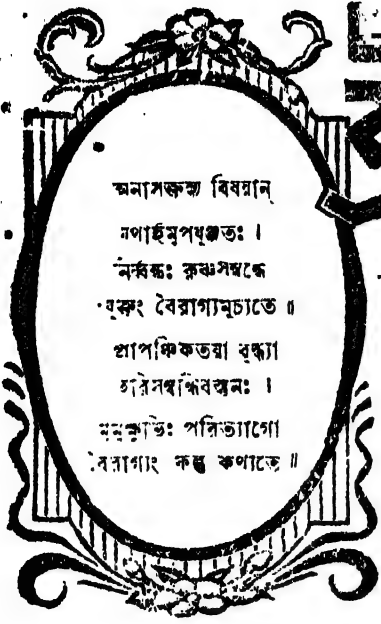 অনাসক্তস্য বিষয়ান্
যথার্হমুপযুঞ্জতঃ ।
নির্ব্বন্ধঃ কৃষ্ণসম্বন্ধে
যুক্তং বৈরাগ্যমুচ্যতে ॥
প্রাপঞ্চিকতয়া বুদ্ধ্যা
হরিসম্বন্ধিবস্তুনঃ ।
মুমুক্ষুভিঃ পরিত্যাগো
বৈরাগ্যং ফল্গু কথ্যতে ॥